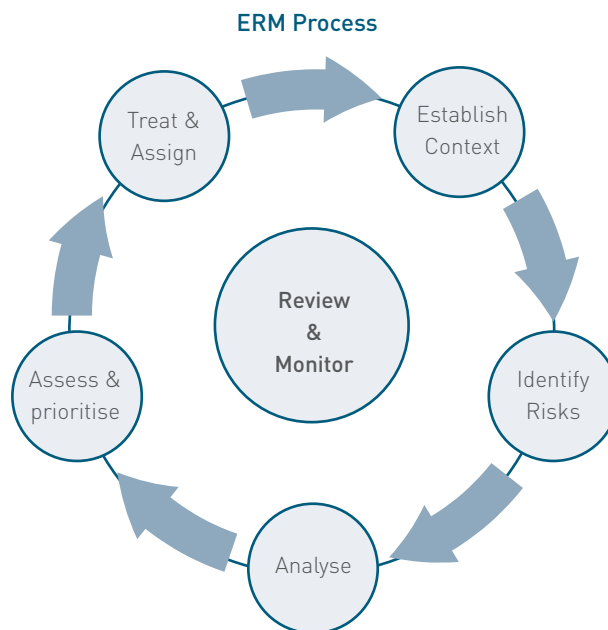 ERM Process
Treat &
Assign
Establish
Context
Review
&
Monitor
Assess &
prioritise
Identify
Risks
Analyse